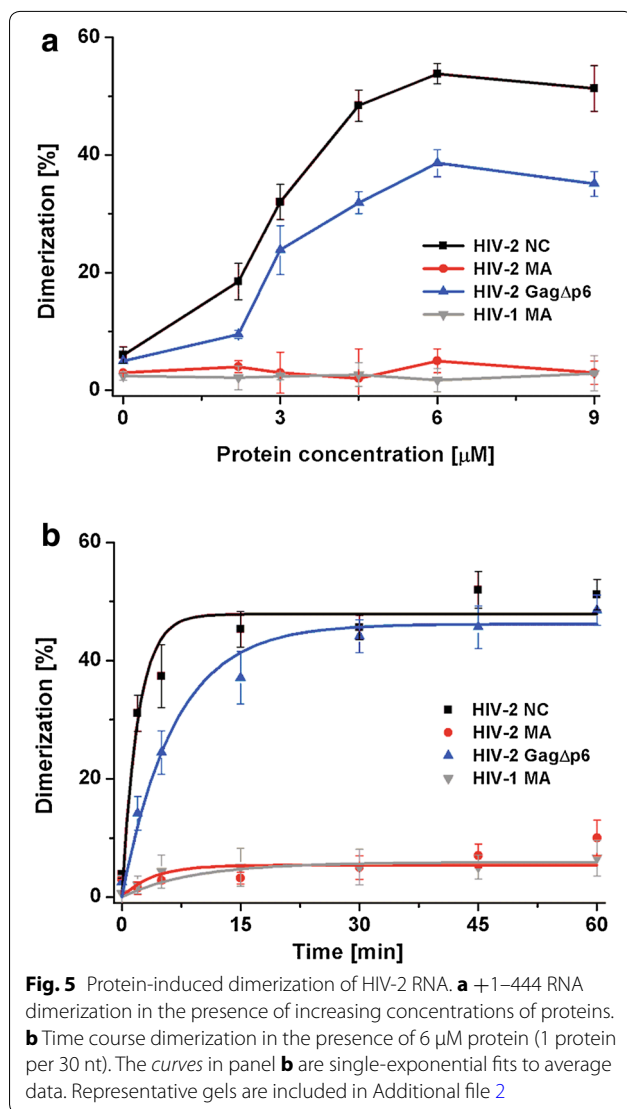 a
60
40
20
0
Dimerization [%]
HIV-2 NC
HIV-2 MA
HIV-2 GagΔp6
HIV-1 MA
0
3
6
9
Protein concentration [µM]
b
60
40
20
0
Dimerization [%]
HIV-2 NC
HIV-2 MA
HIV-2 GagΔp6
HIV-1 MA
0
15
30
45
60
Time [min]
Fig. 5 Protein-induced dimerization of HIV-2 RNA. a +1–444 RNA
dimerization in the presence of increasing concentrations of proteins.
b Time course dimerization in the presence of 6 µM protein (1 protein
per 30 nt). The curves in panel b are single-exponential fits to average
data. Representative gels are included in Additional file 2